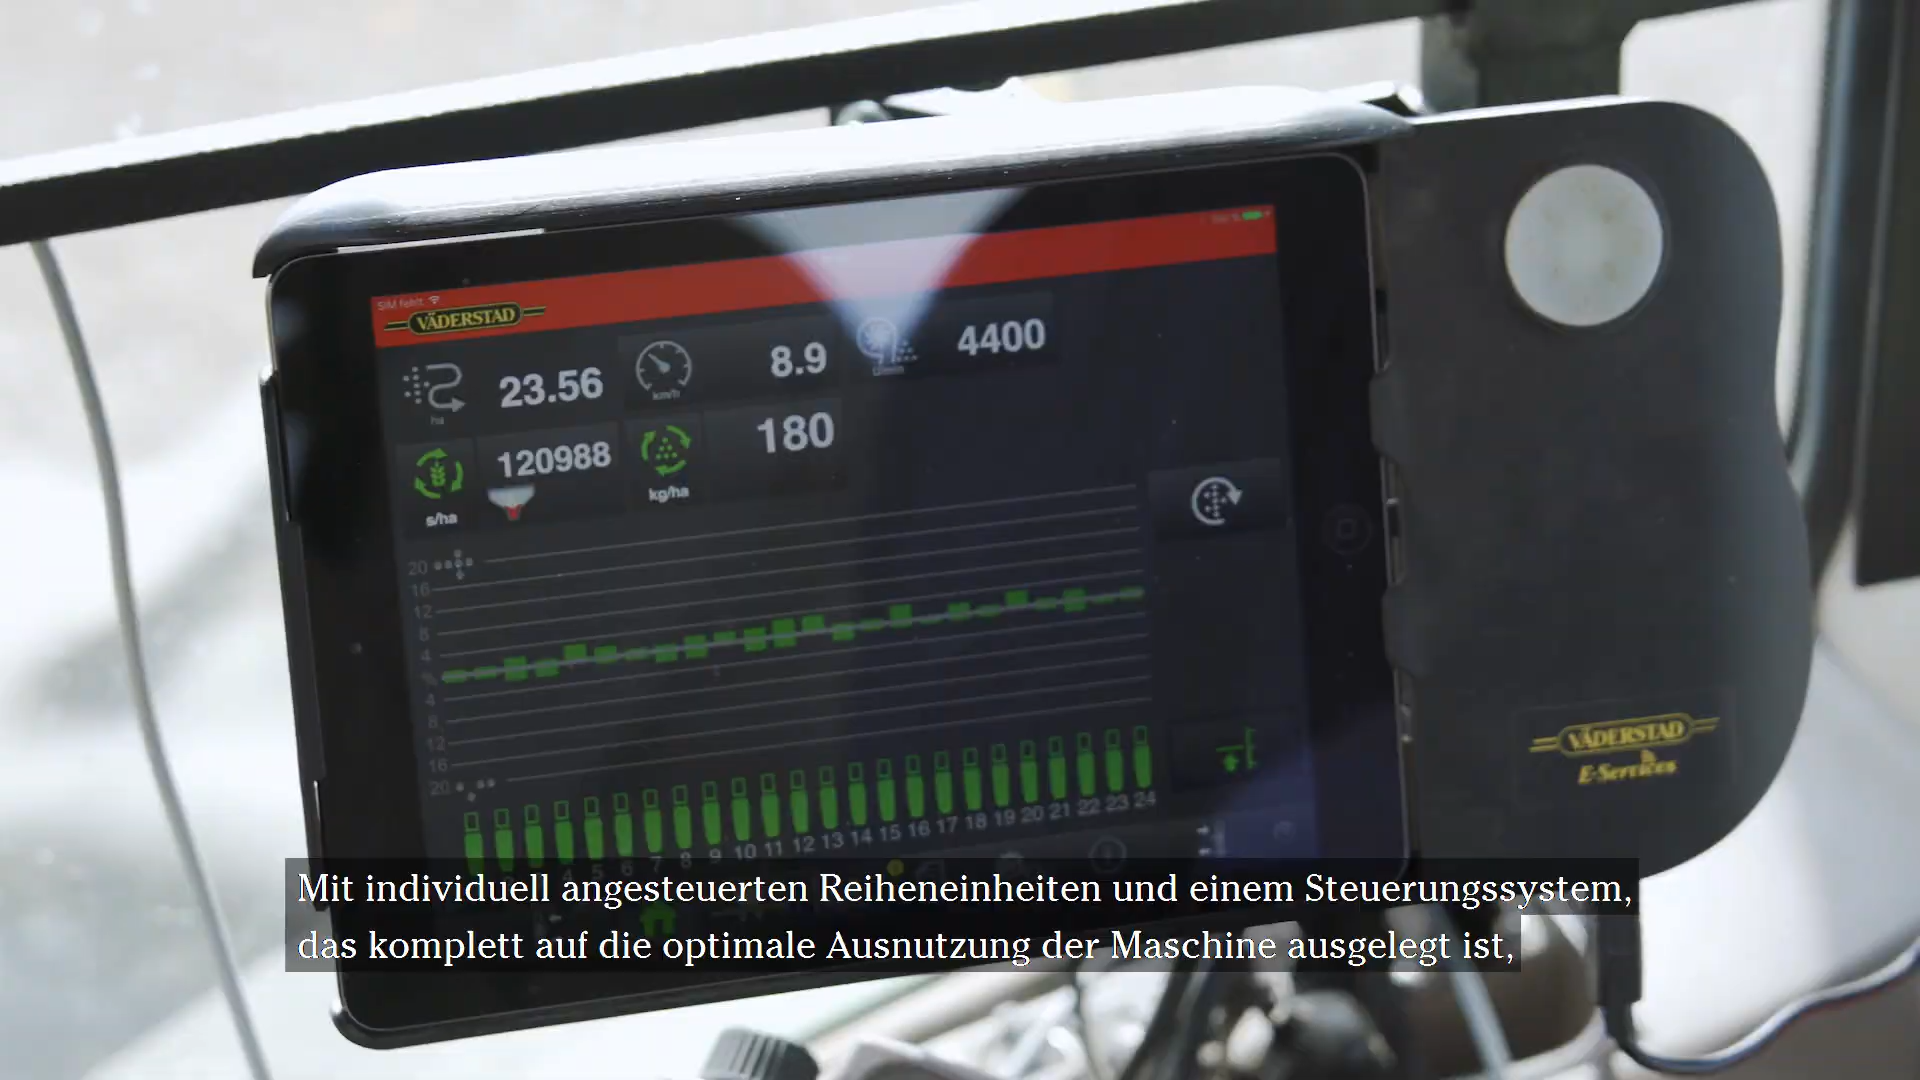 SIM fehlt
VÄDERSTAD
23.56
8.9
4400
ha
km/h
120988
180
s/ha
kg/ha
20
16
12
8
4
%
4
8
12
16
20
4 5 6 7 8 9 10 11 12 13 14 15 16 17 18 19 20 21 22 23 24
VÄDERSTAD
E-Services
Mit individuell angesteuerten Reiheneinheiten und einem Steuerungssystem,
das komplett auf die optimale Ausnutzung der Maschine ausgelegt ist,